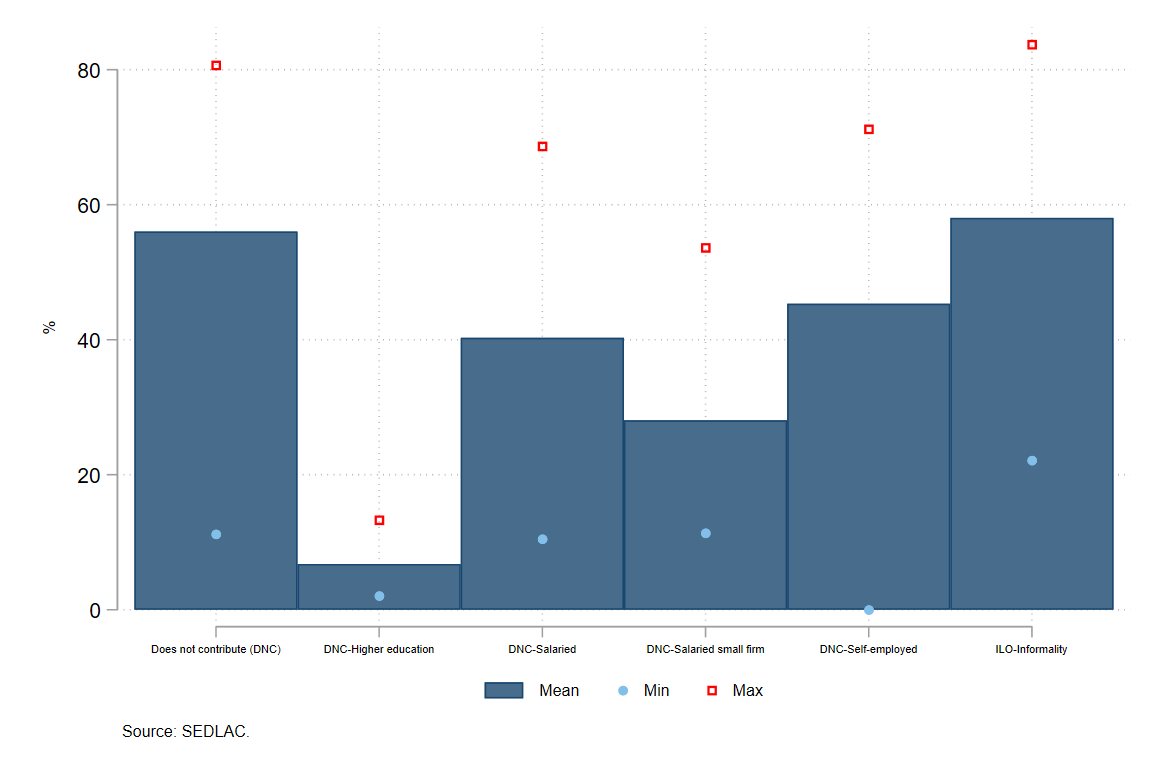 80
60
40
20
0
%
Does not contribute (DNC) DNC-Higher education DNC-Salaried DNC-Salaried small firm DNC-Self-employed ILO-Informality
Mean Min Max
Source: SEDLAC.